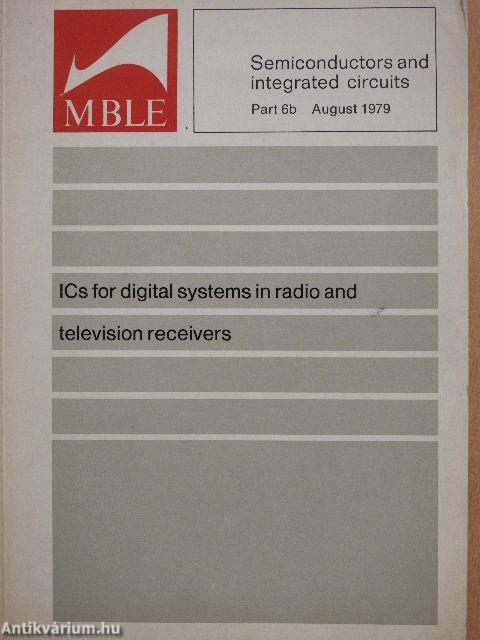 MBLE
Semiconductors and
integrated circuits
Part 6b August 1979
ICs for digital systems in radio and
television receivers
Antikvárium.hu